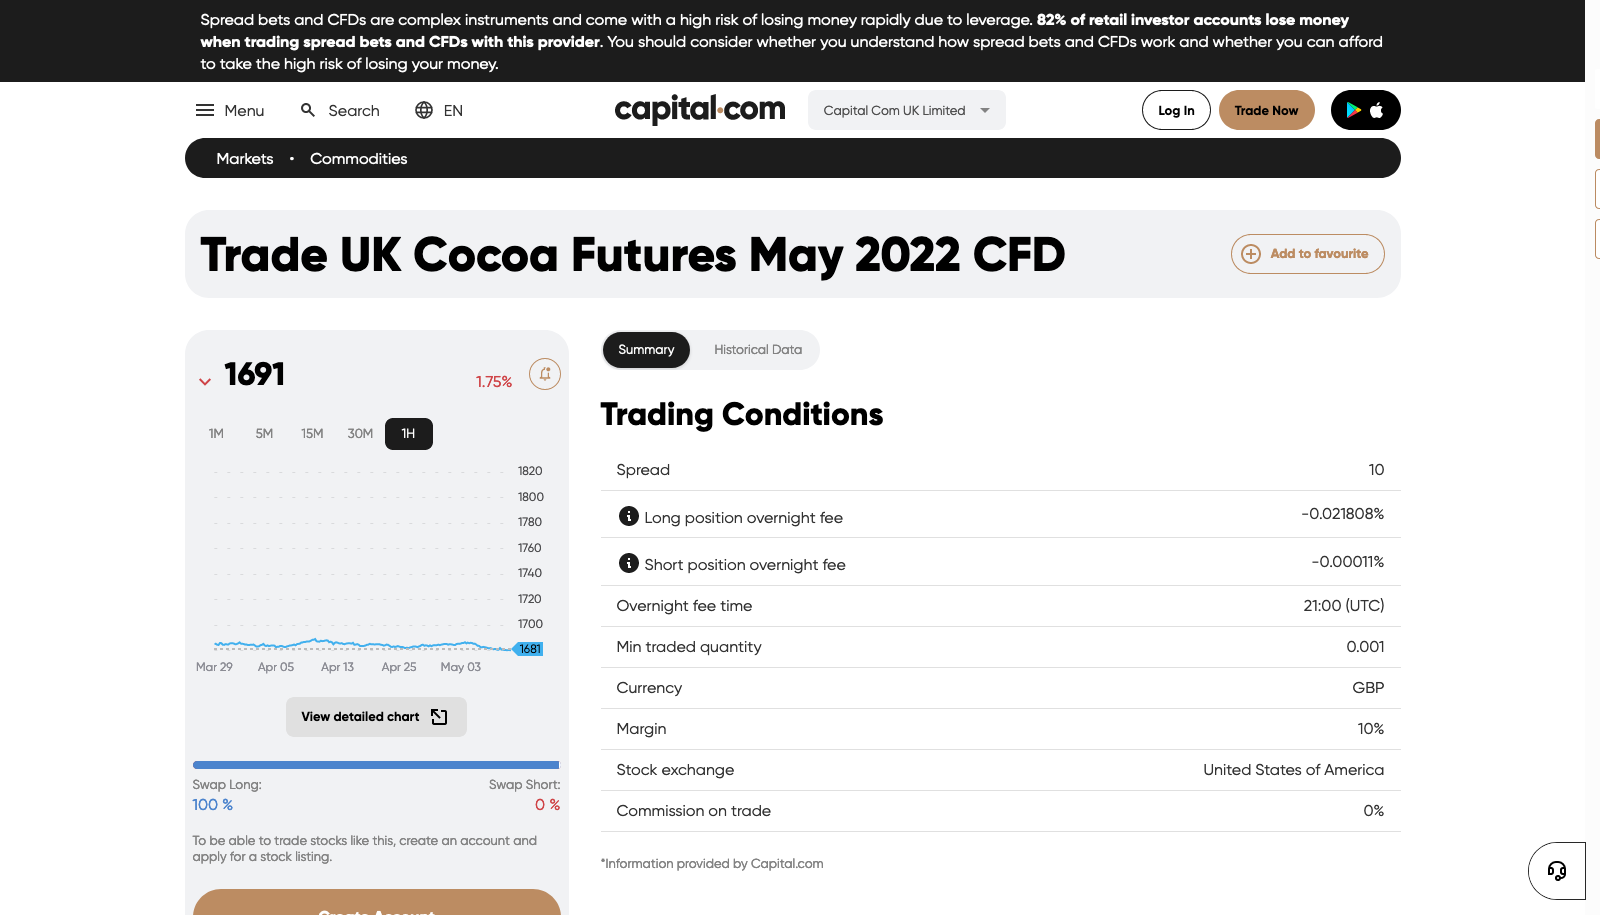 Spread bets and CFDs are complex instruments and come with a high risk of losing money rapidly due to leverage. 82% of retail investor accounts lose money
when trading spread bets and CFDs with this provider. You should consider whether you understand how spread bets and CFDs work and whether you can afford
to take the high risk of losing your money.
Menu
Search
EN
capital.com
Capital Com UK Limited
Log In
Trade Now
Markets • Commodities
Trade UK Cocoa Futures May 2022 CFD
Add to favourite
1691
1.75%
1M 5M 15M 30M 1H
1820
1800
1780
1760
1740
1720
1700
1681
Mar 29 Apr 05 Apr 13 Apr 25 May 03
View detailed chart
Swap Long: Swap Short:
100 % 0 %
To be able to trade stocks like this, create an account and
apply for a stock listing.
Create Account
Summary Historical Data
Trading Conditions
Spread 10
Long position overnight fee -0.021808%
Short position overnight fee -0.00011%
Overnight fee time 21:00 (UTC)
Min traded quantity 0.001
Currency GBP
Margin 10%
Stock exchange United States of America
Commission on trade 0%
*Information provided by Capital.com